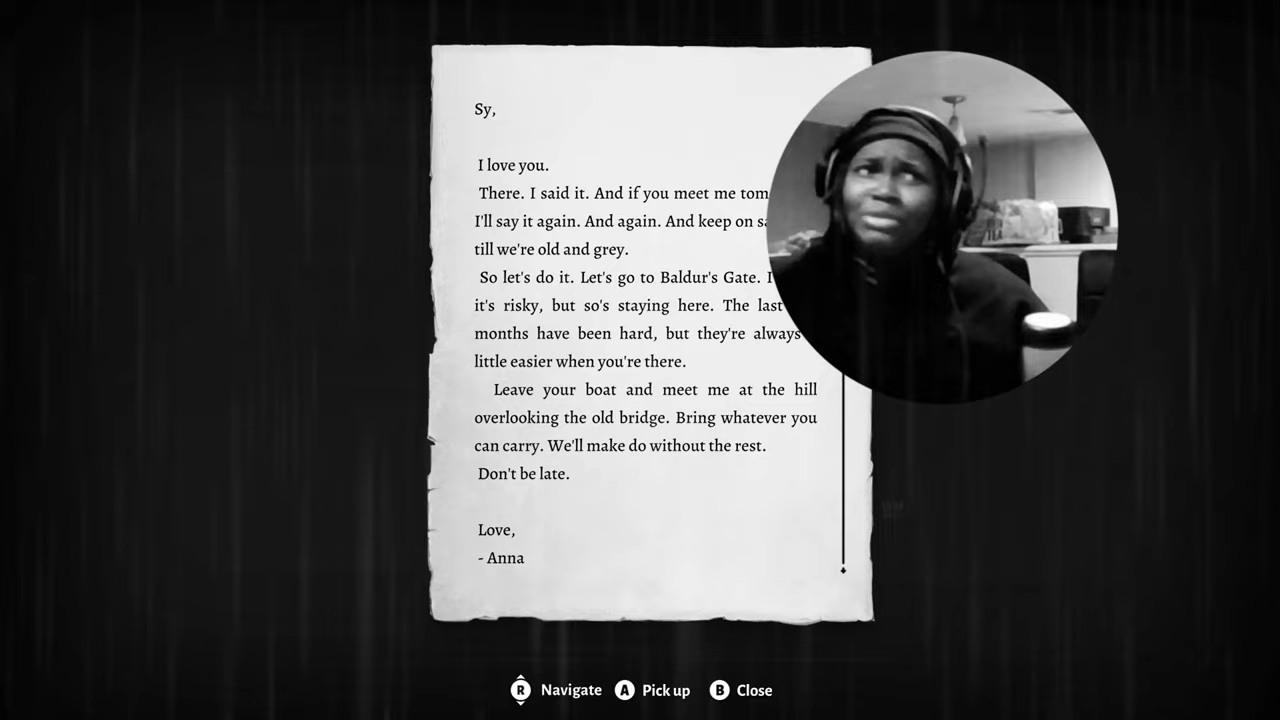 Sy,
I love you.
There. I said it. And if you meet me
I'll say it again. And again. And keep on
till we're old and grey.
So let's do it. Let's go to Baldur's Gate. I
it's risky, but so's staying here. The last
months have been hard, but they're always
little easier when you're there.
Leave your boat and meet me at the hill
overlooking the old bridge. Bring whatever you
can carry. We'll make do without the rest.
Don't be late.
Love,
- Anna
R Navigate A Pick up B Close